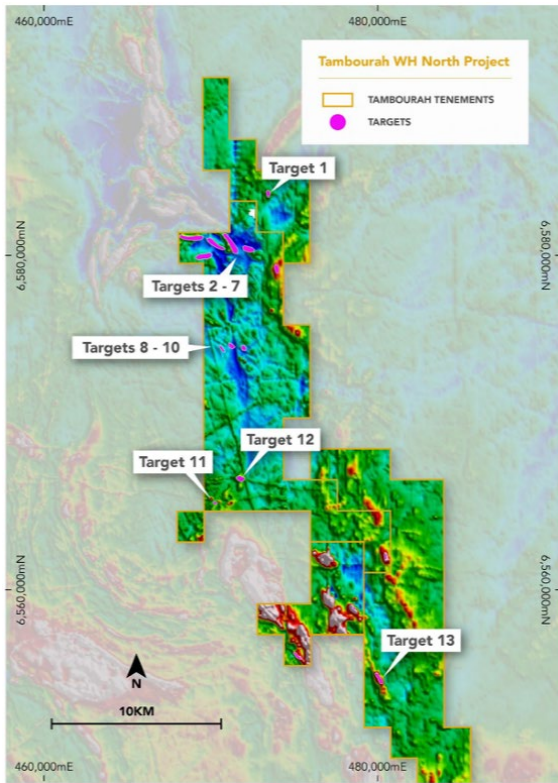 460,000mE
480,000mE
Tambourah WH North Project
TAMBOURAH TENEMENTS
TARGETS
Target 1
6,580,000mN
6,580,000mN
Targets 2 - 7
Targets 8 - 10
Target 12
Target 11
6,560,000mN
6,560,000mN
Target 13
N
10KM
460,000mE
480,000mE